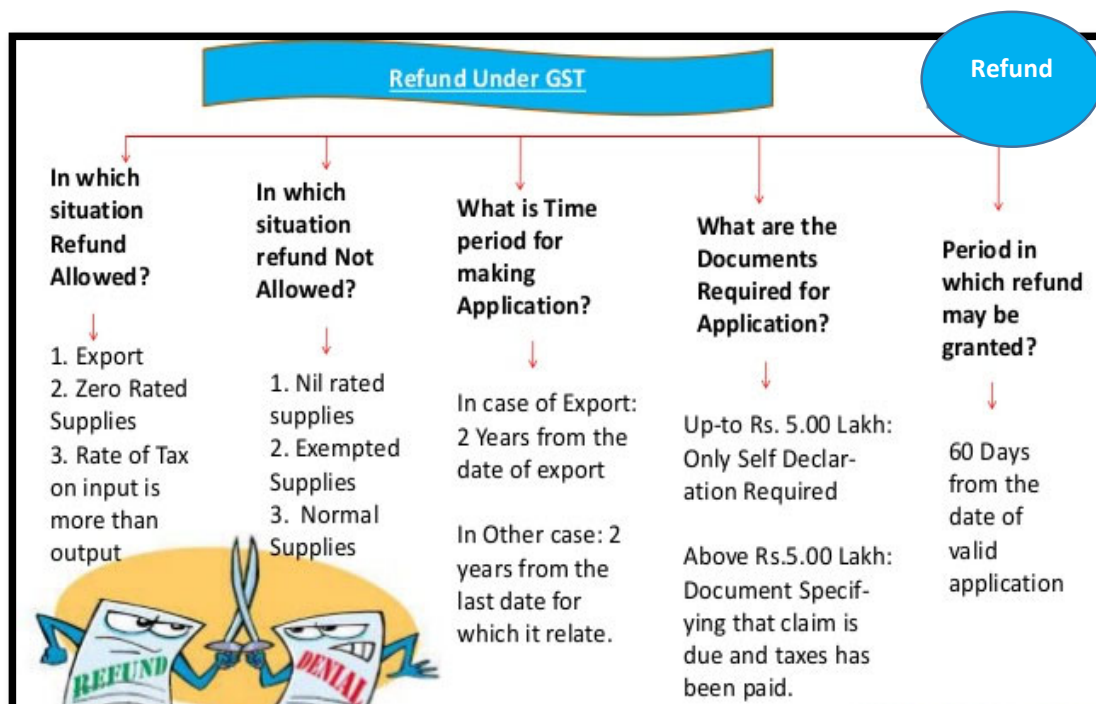 Refund Under GST
Refund
In which
situation
Refund
Allowed?
1. Export
2. Zero Rated
Supplies
3. Rate of Tax
on input is
more than
output
In which
situation
refund Not
Allowed?
1. Nil rated
supplies
2. Exempted
Supplies
3. Normal
Supplies
What is Time
period for
making
Application?
In case of Export:
2 Years from the
date of export
In Other case: 2
years from the
last date for
which it relate.
What are the
Documents
Required for
Application?
Up-to Rs. 5.00 Lakh:
Only Self Declar-
ation Required
Above Rs.5.00 Lakh:
Document Specif-
ying that claim is
due and taxes has
been paid.
Period in
which refund
may be
granted?
60 Days
from the
date of
valid
application
REFUND
DENIAL